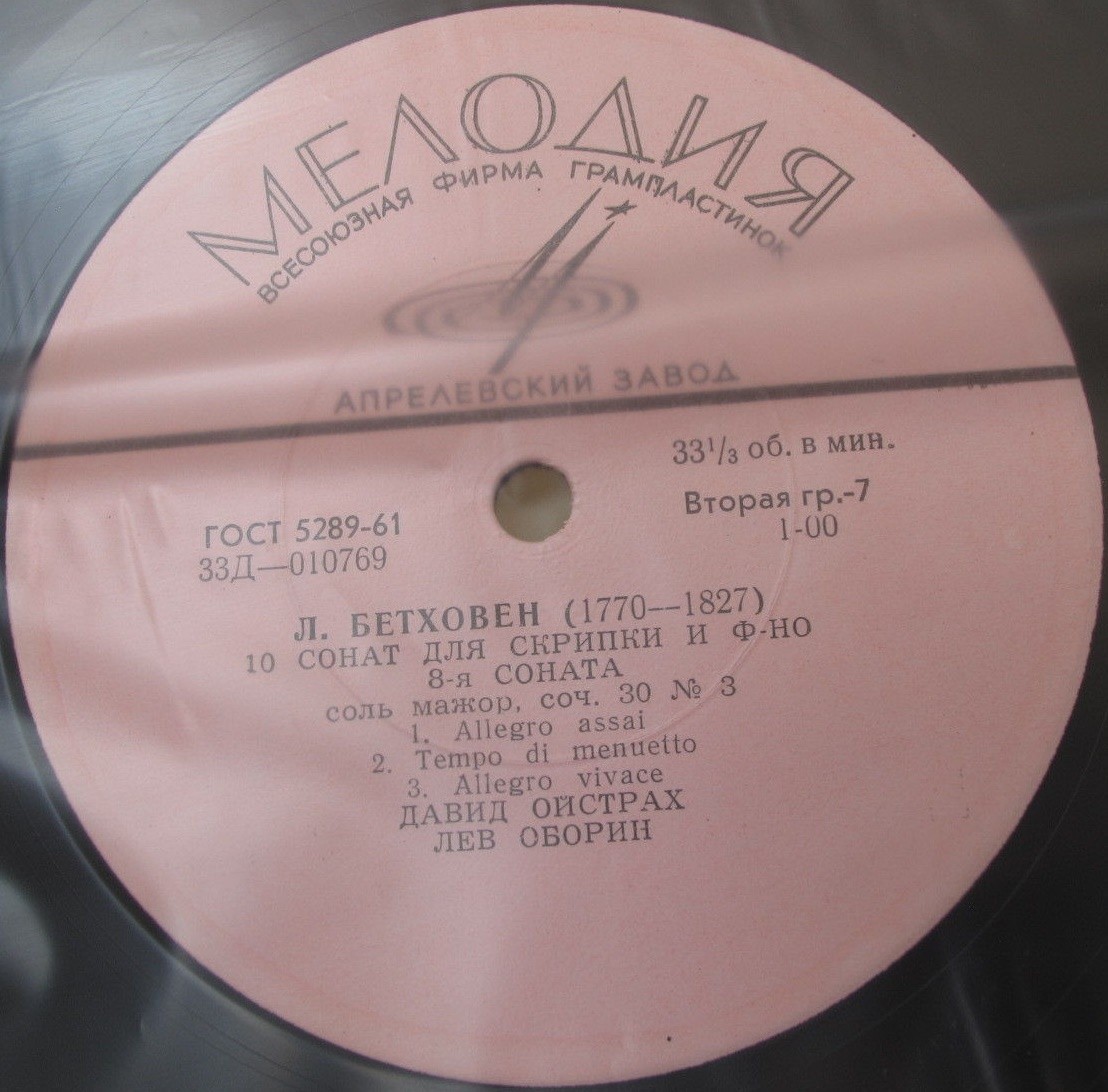 МЕЛОДИЯ
ВСЕСОЮЗНАЯ ФИРМА ГРАМПЛАСТИНОК
АПРЕЛЕВСКИЙ ЗАВОД
33⅓ об. в мин.
ГОСТ 5289-61
Вторая гр.-7
33Д—010769
1-00
Л. БЕТХОВЕН (1770—1827)
10 СОНАТ ДЛЯ СКРИПКИ И Ф-НО
8-я СОНАТА
соль мажор, соч. 30 № 3
1. Allegro assai
2. Tempo di menuetto
3. Allegro vivace
ДАВИД ОЙСТРАХ
ЛЕВ ОБОРИН